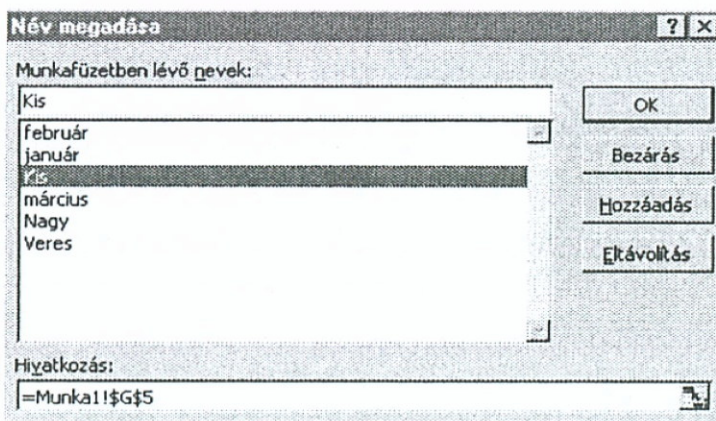 Név megadása
Munkafüzetben lévő nevek:
Kis
február
január
Kis
március
Nagy
Veres
OK
Bezárás
Hozzáadás
Eltávolítás
Hivatkozás:
=Munka1!$G$5